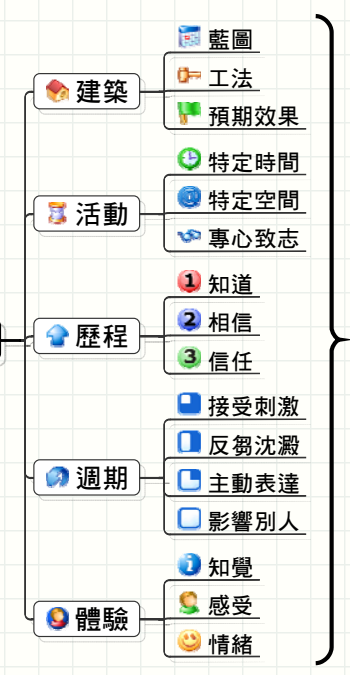 建築
藍圖
工法
預期效果
活動
特定時間
特定空間
專心致志
歷程
1 知道
2 相信
3 信任
週期
接受刺激
反芻沈澱
主動表達
影響別人
體驗
知覺
感受
情緒